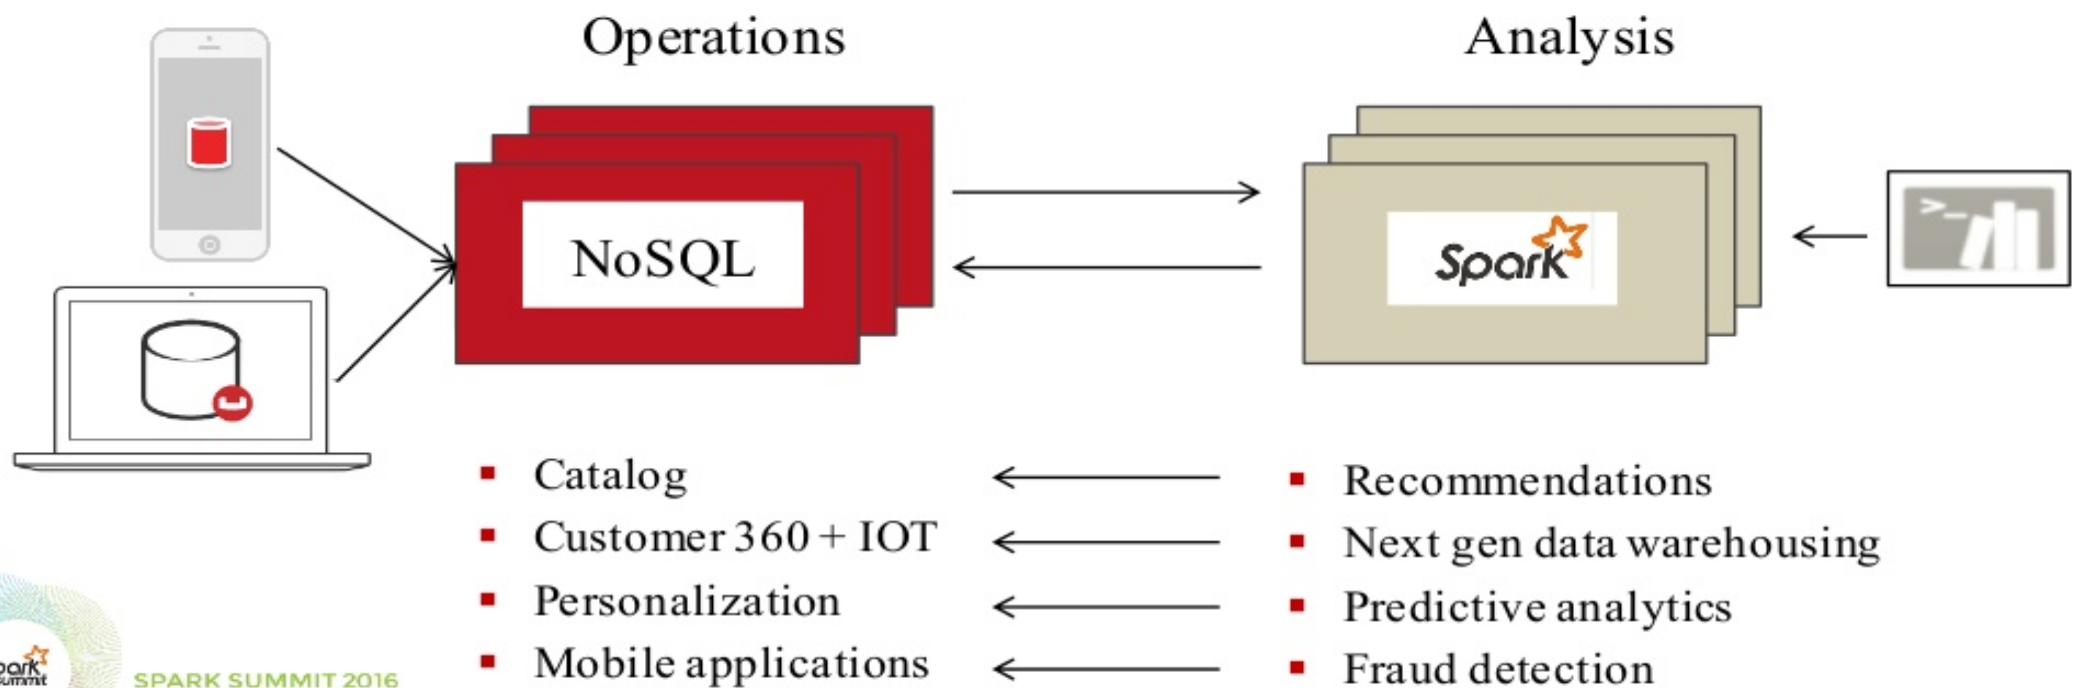 Operations
Analysis
NoSQL
Spark
>_
Catalog
Recommendations
Customer 360 + IOT
Next gen data warehousing
Personalization
Predictive analytics
Mobile applications
Fraud detection
SPARK SUMMIT 2016